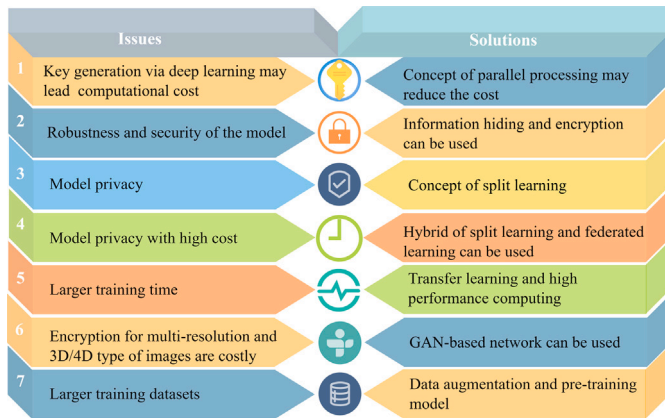 Issues
Solutions
1
Key generation via deep learning may
lead computational cost
Concept of parallel processing may
reduce the cost
2
Robustness and security of the model
Information hiding and encryption
can be used
3
Model privacy
Concept of split learning
4
Model privacy with high cost
Hybrid of split learning and federated
learning can be used
5
Larger training time
Transfer learning and high
performance computing
6
Encryption for multi-resolution and
3D/4D type of images are costly
GAN-based network can be used
7
Larger training datasets
Data augmentation and pre-training
model